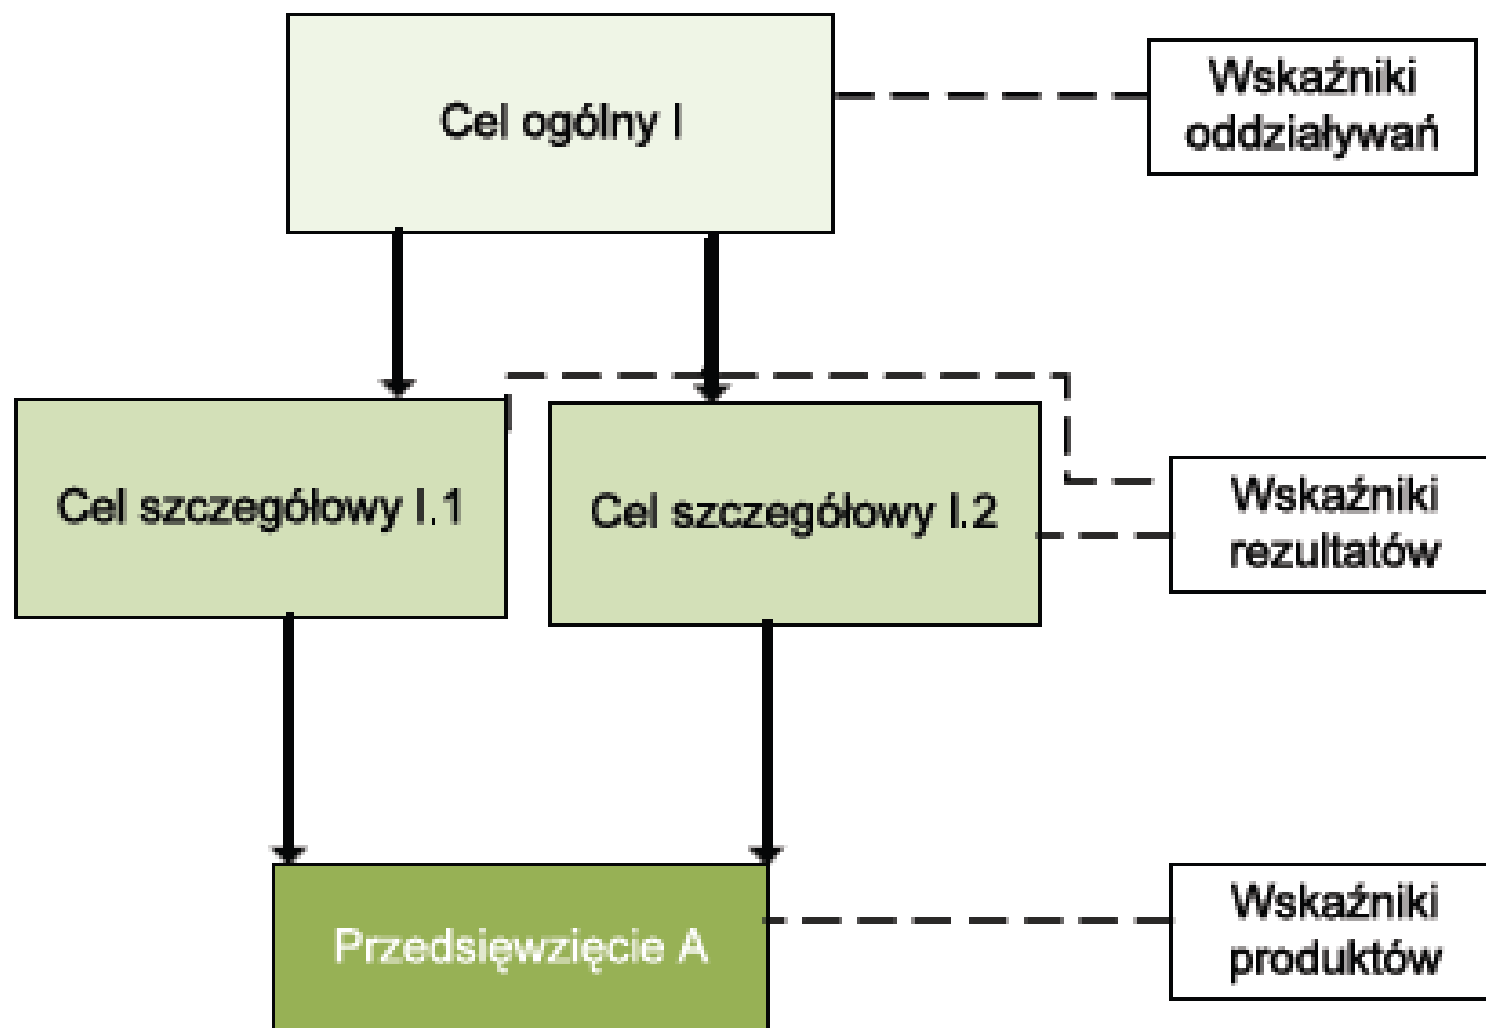 Cel ogólny I
Wskaźniki
oddziaływań
Cel szczegółowy I.1
Cel szczegółowy I.2
Wskaźniki
rezultatów
Przedsięwzięcie A
Wskaźniki
produktów